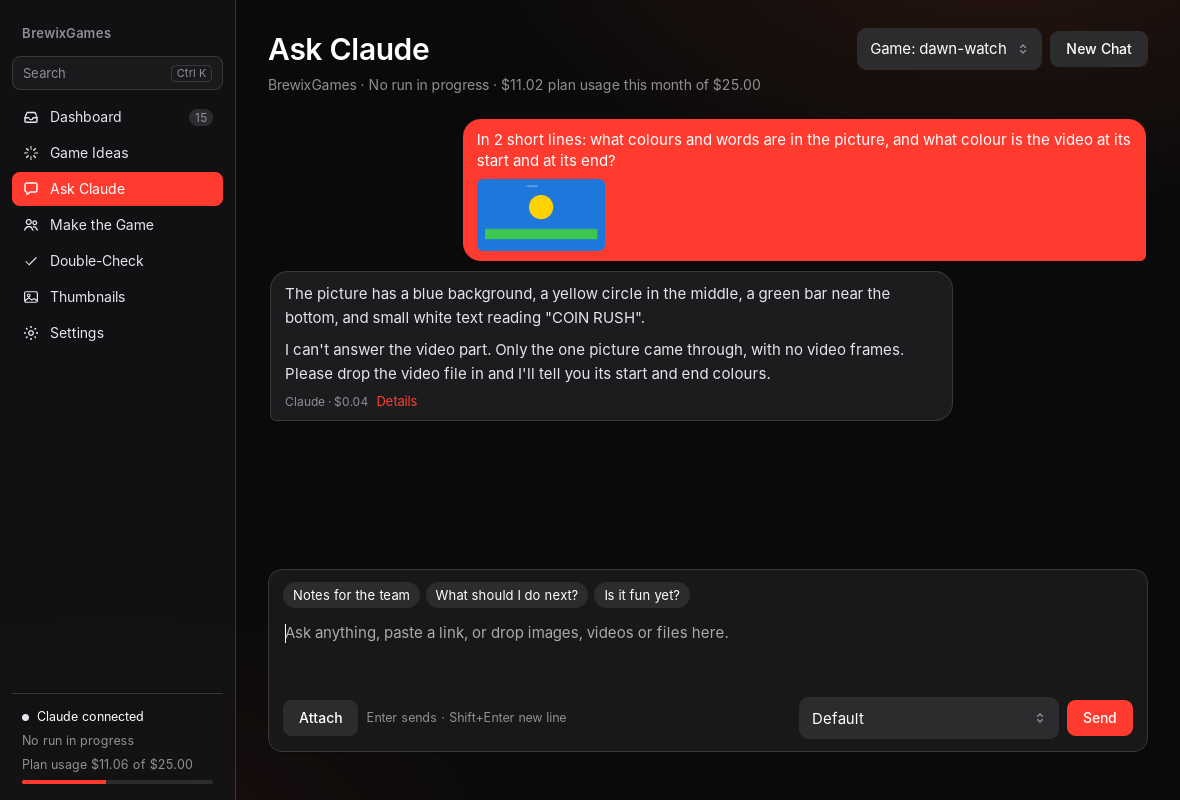 BrewixGames
Search
Ctrl K
Dashboard
15
Game Ideas
Ask Claude
Make the Game
Double-Check
Thumbnails
Settings
Claude connected
No run in progress
Plan usage $11.06 of $25.00
Ask Claude
Game: dawn-watch
New Chat
BrewixGames · No run in progress · $11.02 plan usage this month of $25.00
In 2 short lines: what colours and words are in the picture, and what colour is the video at its
start and at its end?
The picture has a blue background, a yellow circle in the middle, a green bar near the
bottom, and small white text reading "COIN RUSH".
I can't answer the video part. Only the one picture came through, with no video frames.
Please drop the video file in and I'll tell you its start and end colours.
Claude · $0.04 Details
Notes for the team
What should I do next?
Is it fun yet?
Ask anything, paste a link, or drop images, videos or files here.
Attach
Enter sends · Shift+Enter new line
Default
Send